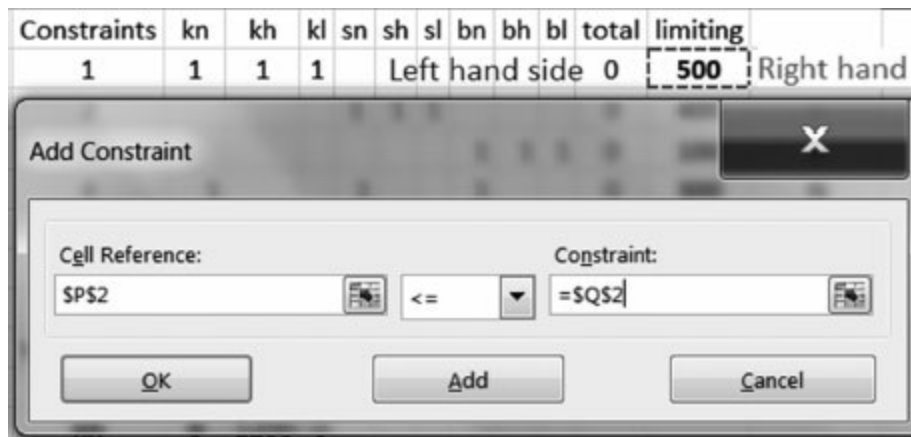 Constraints kn kh kl sn sh sl bn bh bl total limiting
1 1 1 1 Left hand side 0 500 Right hand
Add Constraint
X
Cell Reference: Constraint:
$P$2 <= =$Q$2
OK Add Cancel